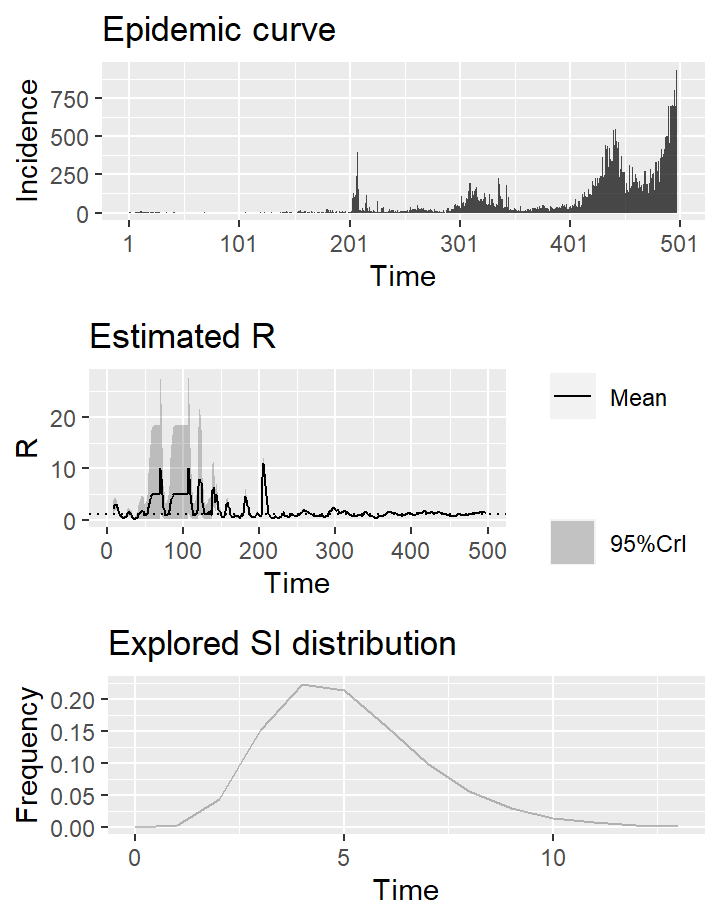 Epidemic curve
Incidence
750
500
250
0
1 101 201 301 401 501
Time
Estimated R
R
20
10
0
0 100 200 300 400 500
Time
Mean
95%CrI
Explored SI distribution
Frequency
0.20
0.15
0.10
0.05
0.00
0 5 10
Time